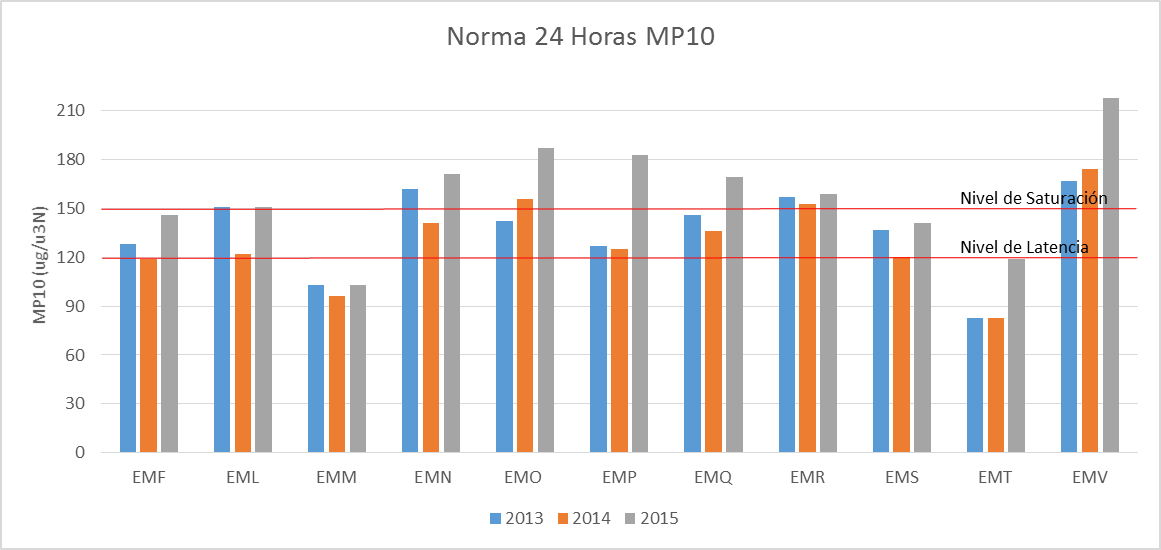 Norma 24 Horas MP10
MP10 (ug/u3N)
210
180
150
120
90
60
30
0
Nivel de Saturación
Nivel de Latencia
EMF EML EMM EMN EMO EMP EMQ EMR EMS EMT EMV
2013 2014 2015